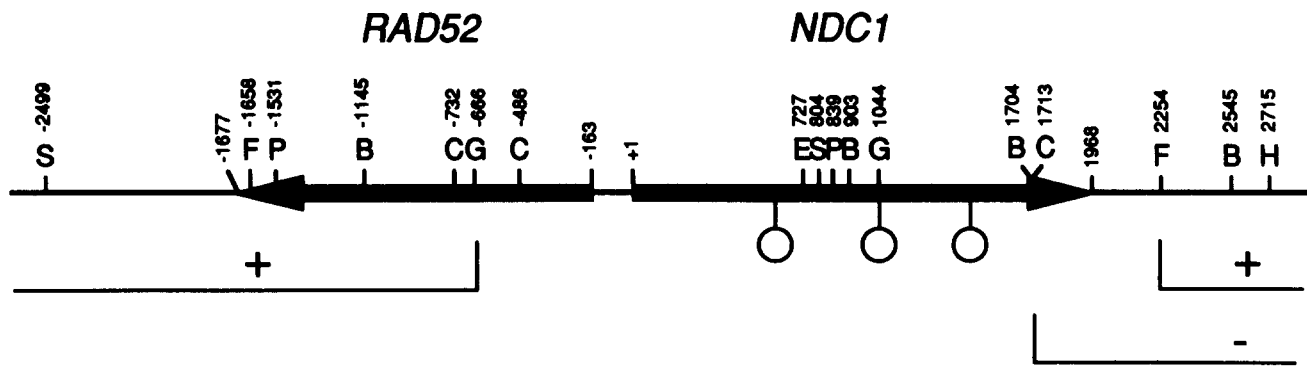 RAD52 NDC1
-2499 -1677 -1658 -1531 -1145 -732 -666 -486 -163 +1 727 804 839 903 1044 1704 1713 1968 2254 2545 2715
S F P B C G C E S P B G B C F B H
+ +
-